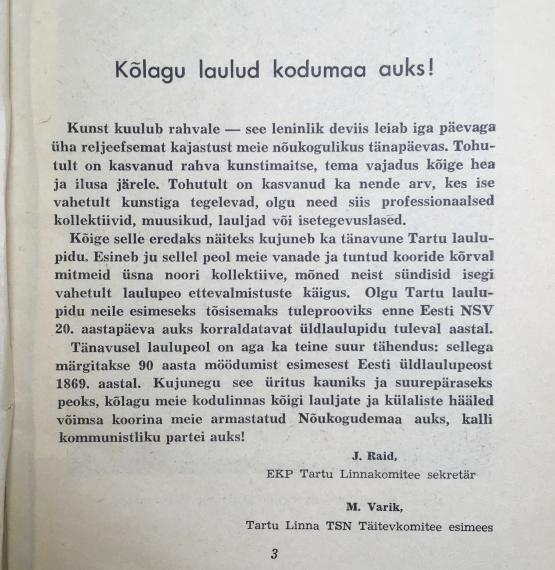 Kõlagu laulud kodumaa auks!
Kunst kuulub rahvale — see leninlik deviis leiab iga päevaga
üha reljeefsemat kajastust meie nõukogulikus tänapäevas. Tohu-
tult on kasvanud rahva kunstimaitse, tema vajadus kõige hea
ja ilusa järele. Tohutult on kasvanud ka nende arv, kes ise
vahetult kunstiga tegelevad, olgu need siis professionaalsed
kollektiivid, muusikud, lauljad või isetegevuslased.
Kõige selle eredaks näiteks kujuneb ka tänavune Tartu laulu-
pidu. Esineb ju sellel peol meie vanade ja tuntud kooride kõrval
mitmeid üsna noori kollektiive, mõned neist sündisid isegi
vahetult laulupeo ettevalmistuste käigus. Olgu Tartu laulu-
pidu neile esimeseks tõsisemaks tuleprooviks enne Eesti NSV
20. aastapäeva auks korraldatavat üldlaulupidu tuleval aastal.
Tänavusel laulupeol on aga ka teine suur tähendus: sellega
märgitakse 90 aasta möödumist esimesest Eesti üldlaulupeost
1869. aastal. Kujunegu see üritus kauniks ja suurepäraseks
peoks, kõlagu meie kodulinnas kõigi lauljate ja külaliste hääled
võimsa koorina meie armastatud Nõukogudemaa auks, kalli
kommunistliku partei auks!
J. Raid,
EKP Tartu Linnakomitee sekretär
M. Varik,
Tartu Linna TSN Täitevkomitee esimees
3